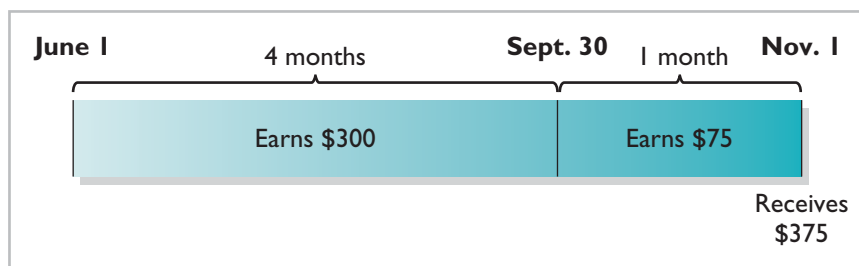 June 1
4 months
Sept. 30
1 month
Nov. 1
Earns $300
Earns $75
Receives
$375